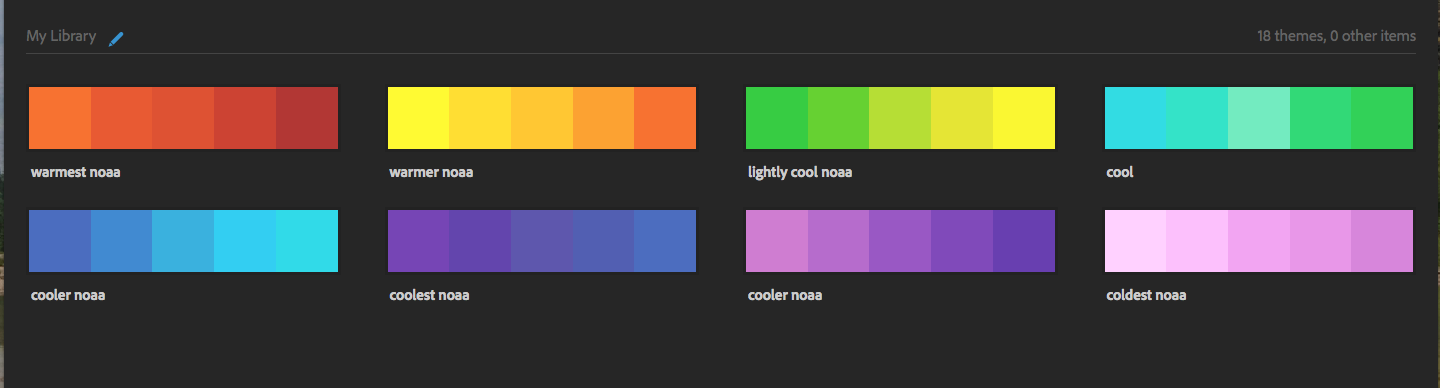 My Library
18 themes, 0 other items
warmest noaa
warmer noaa
lightly cool noaa
cool
cooler noaa
coolest noaa
cooler noaa
coldest noaa